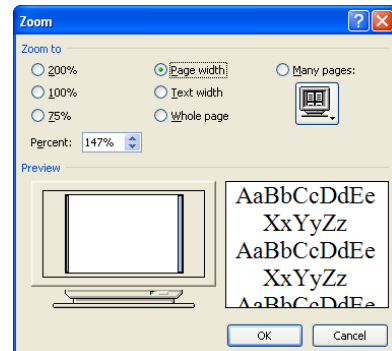 Zoom
Zoom to
200% Page width Many pages:
100% Text width
75% Whole page
Percent: 147%
Preview
AaBbCcDdEe
XxYyZz
AaBbCcDdEe
XxYyZz
AaBbCcDdEe
OK Cancel